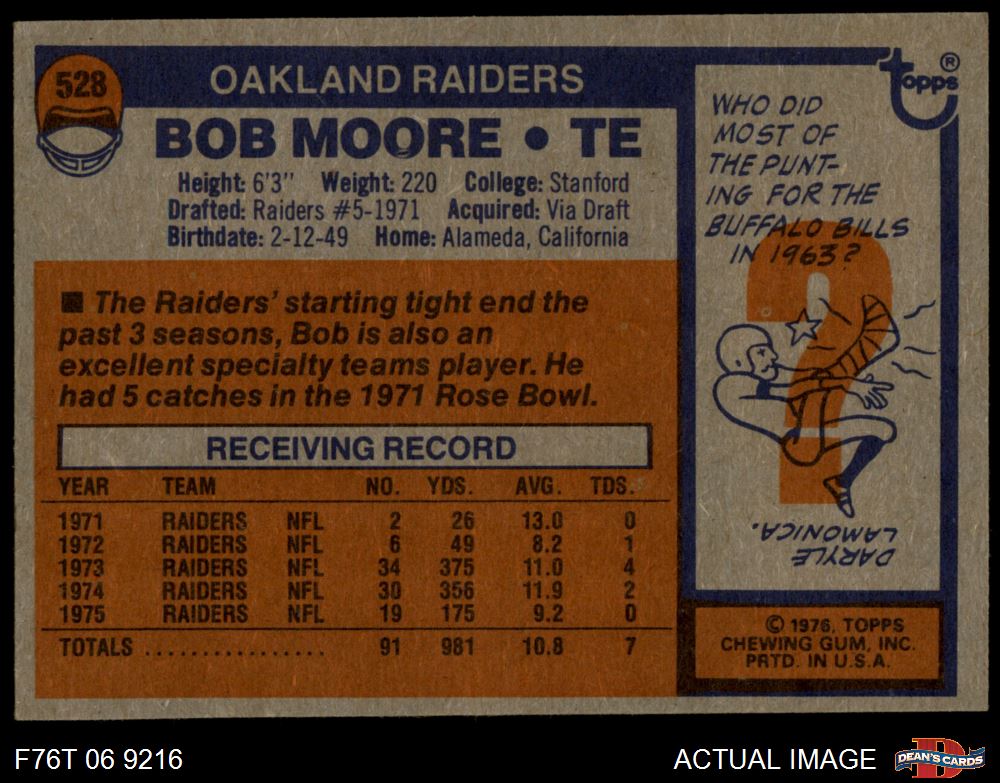 528
OAKLAND RAIDERS
BOB MOORE • TE
Height: 6'3" Weight: 220 College: Stanford
Drafted: Raiders #5-1971 Acquired: Via Draft
Birthdate: 2-12-49 Home: Alameda, California
■ The Raiders' starting tight end the
past 3 seasons, Bob is also an
excellent specialty teams player. He
had 5 catches in the 1971 Rose Bowl.
RECEIVING RECORD
YEAR TEAM NO. YDS. AVG. TDS.
1971 RAIDERS NFL 2 26 13.0 0
1972 RAIDERS NFL 6 49 8.2 1
1973 RAIDERS NFL 34 375 11.0 4
1974 RAIDERS NFL 30 356 11.9 2
1975 RAIDERS NFL 19 175 9.2 0
TOTALS ................ 91 981 10.8 7
topps®
WHO DID
MOST OF
THE PUNT-
ING FOR THE
BUFFALO BILLS
IN 1963?
?
DARYLE
LAMONICA.
© 1976, TOPPS
CHEWING GUM, INC.
PRTD. IN U.S.A.
F76T 06 9216
ACTUAL IMAGE
D
DEAN'S CARDS